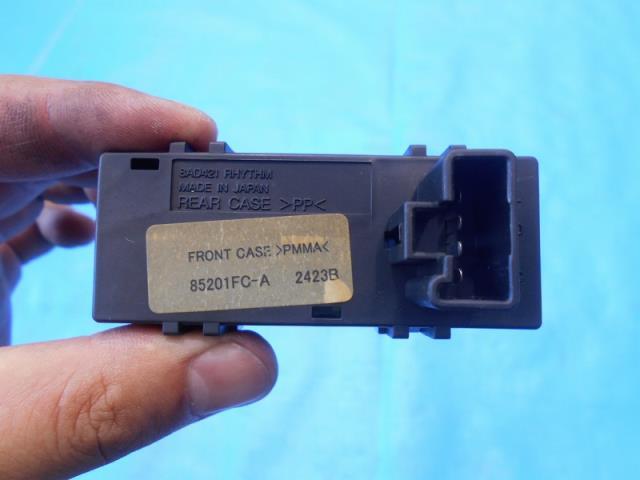 8AD421 RHYTHM
MADE IN JAPAN
REAR CASE >PP<
FRONT CASE >PMMA<
85201FC-A 2423B